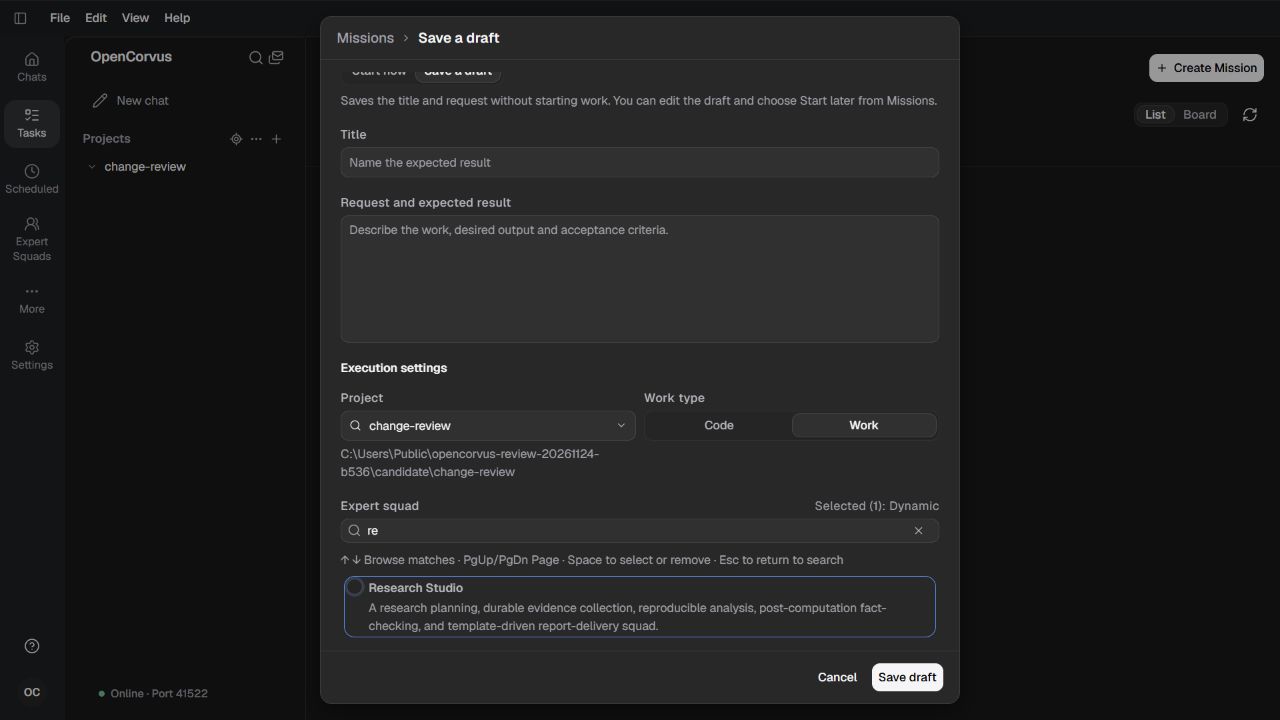 File Edit View Help
Chats
Tasks
Scheduled
Expert
Squads
More
Settings
OC
OpenCorvus
New chat
Projects
change-review
Online · Port 41522
Create Mission
List Board
Missions › Save a draft
Start now Save a draft
Saves the title and request without starting work. You can edit the draft and choose Start later from Missions.
Title
Name the expected result
Request and expected result
Describe the work, desired output and acceptance criteria.
Execution settings
Project Work type
change-review Code Work
C:\Users\Public\opencorvus-review-20261124-
b536\candidate\change-review
Expert squad Selected (1): Dynamic
re
↑↓ Browse matches · PgUp/PgDn Page · Space to select or remove · Esc to return to search
Research Studio
A research planning, durable evidence collection, reproducible analysis, post-computation fact-
checking, and template-driven report-delivery squad.
Cancel Save draft